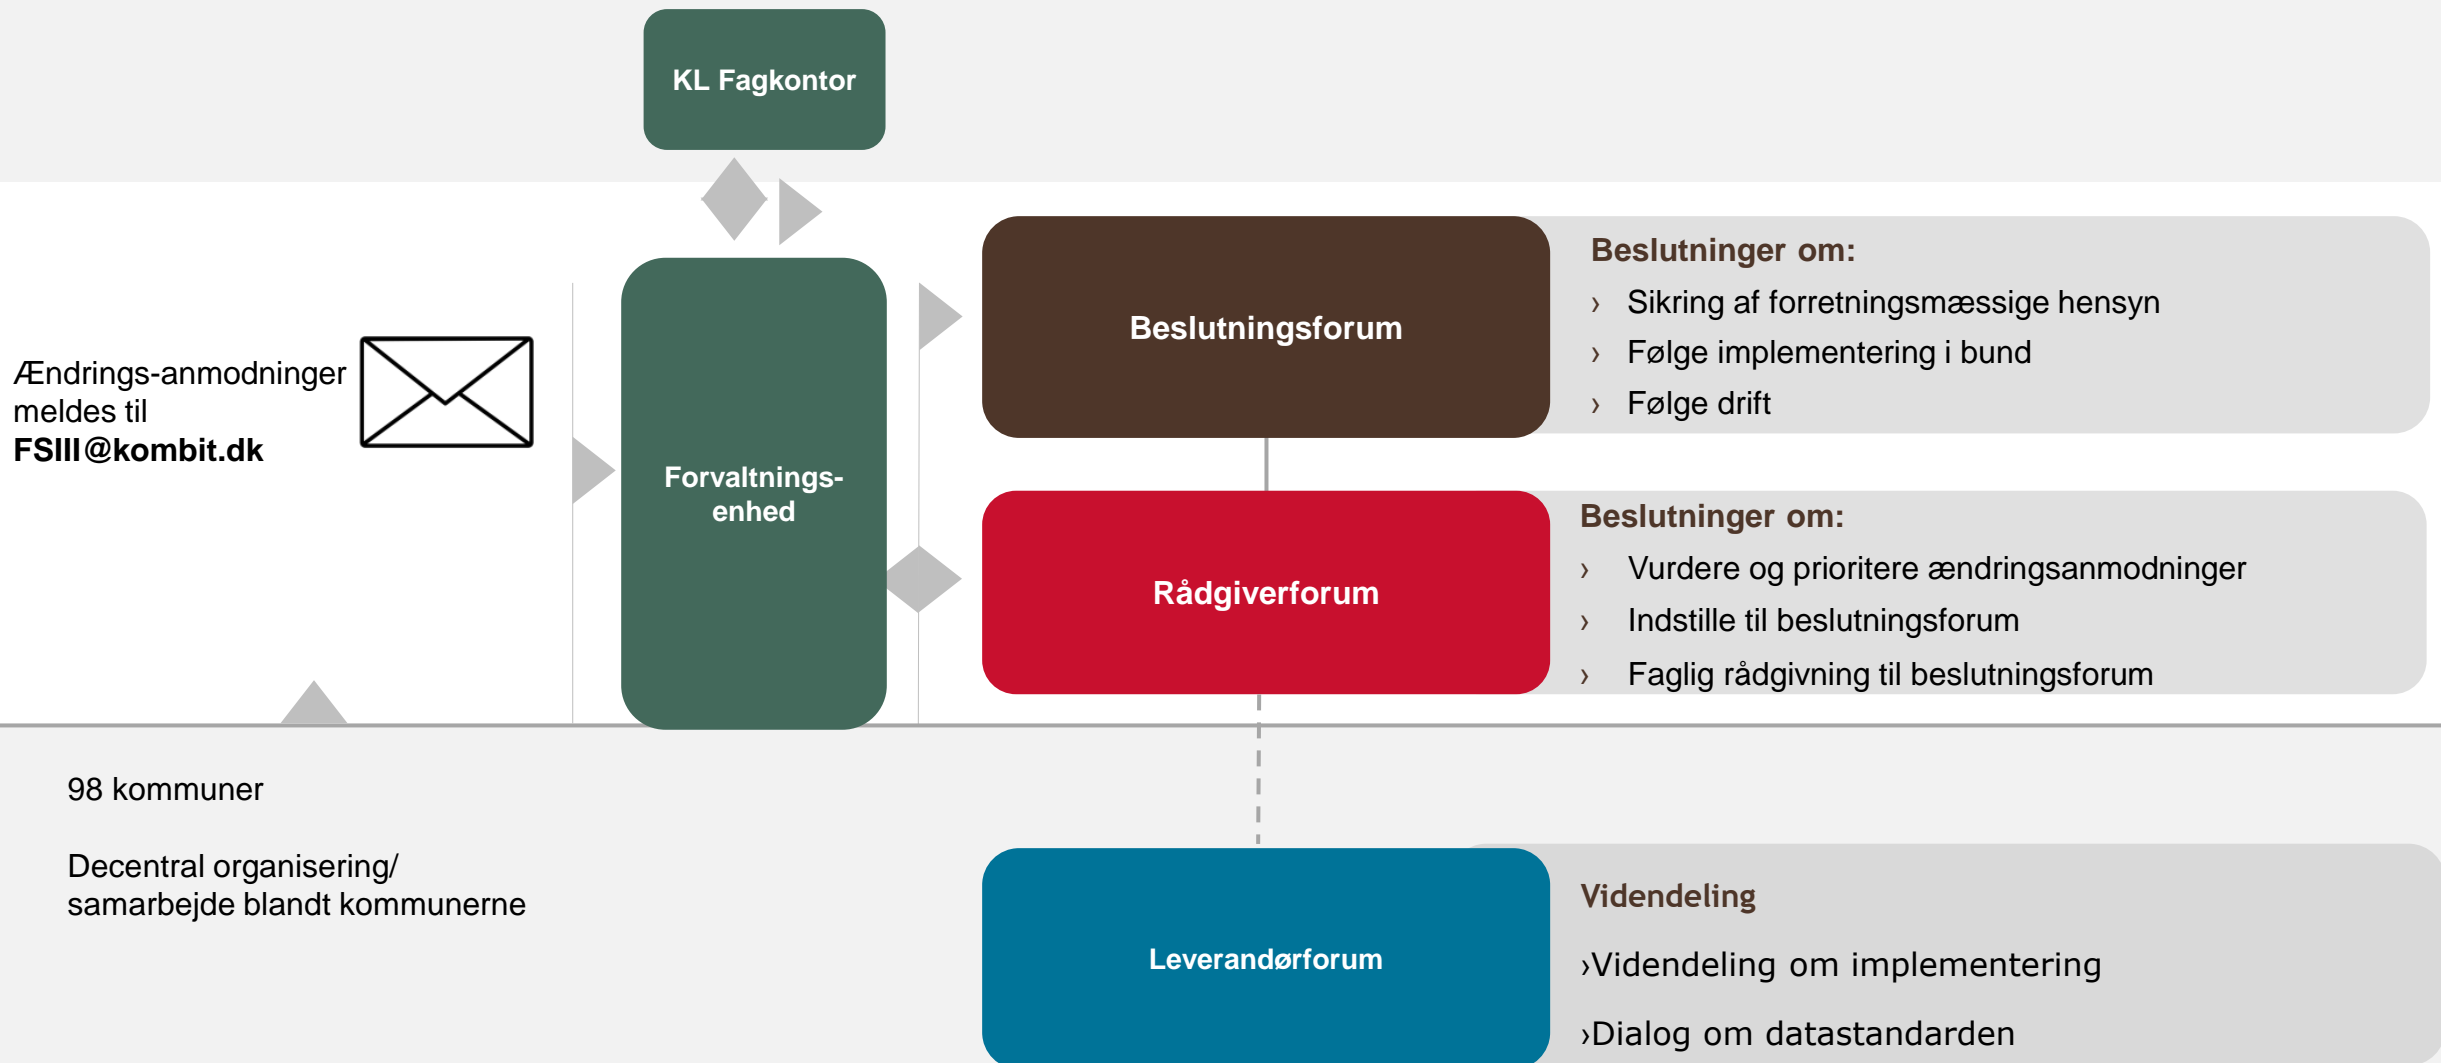 KL Fagkontor
Ændrings-anmodninger
meldes til
FSIII@kombit.dk
Forvaltnings-
enhed
Beslutningsforum
Beslutninger om:
› Sikring af forretningsmæssige hensyn
› Følge implementering i bund
› Følge drift
Rådgiverforum
Beslutninger om:
› Vurdere og prioritere ændringsanmodninger
› Indstille til beslutningsforum
› Faglig rådgivning til beslutningsforum
98 kommuner
Decentral organisering/
samarbejde blandt kommunerne
Leverandørforum
Videndeling
›Videndeling om implementering
›Dialog om datastandarden